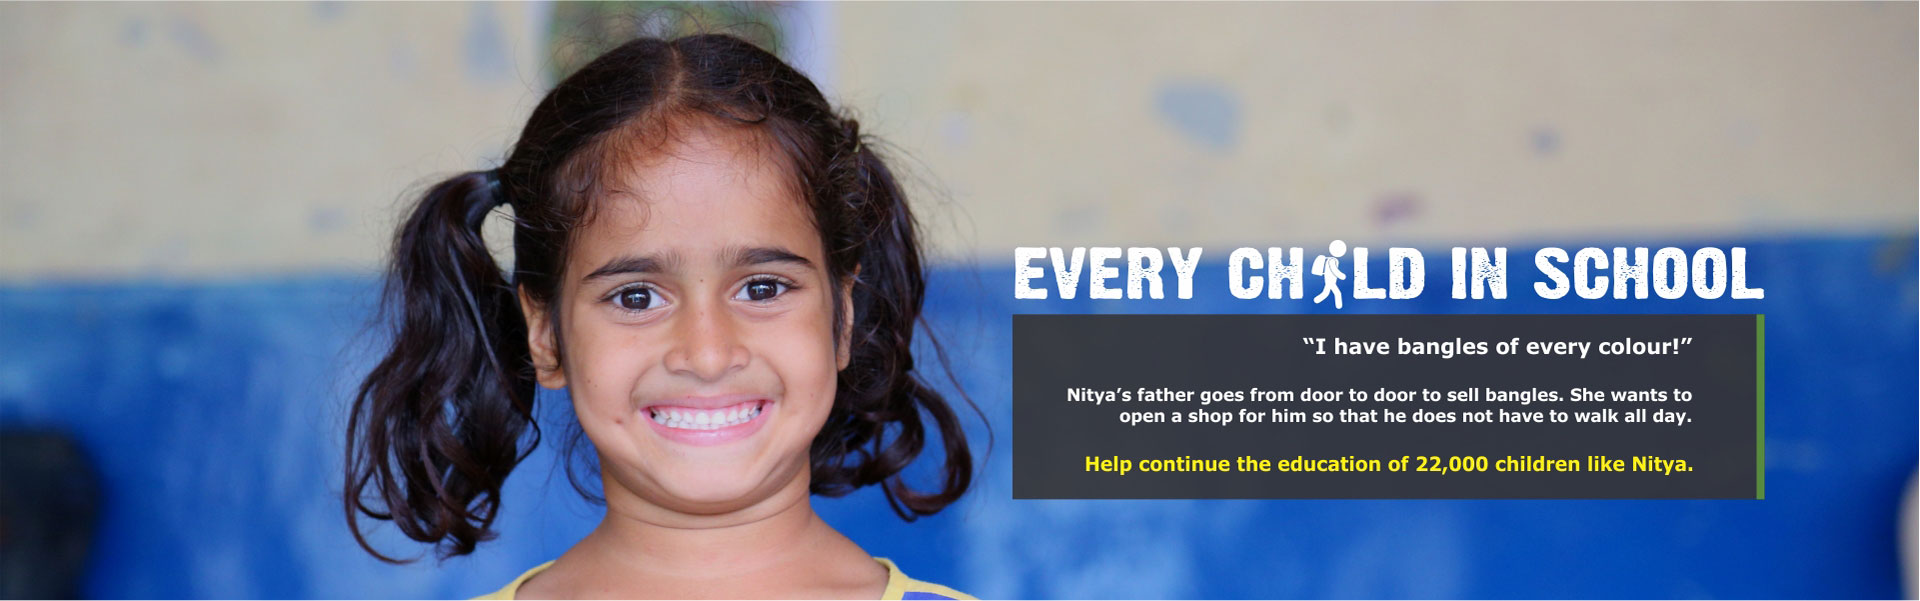 EVERY CHILD IN SCHOOL
“I have bangles of every colour!”
Nitya’s father goes from door to door to sell bangles. She wants to
open a shop for him so that he does not have to walk all day.
Help continue the education of 22,000 children like Nitya.